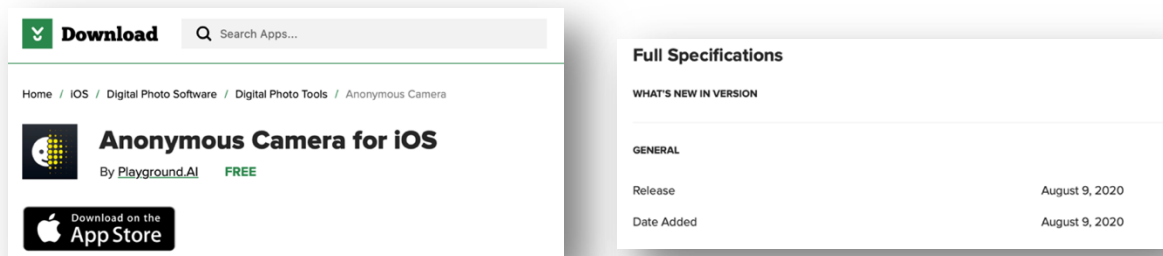 Download
Search Apps...
Home / iOS / Digital Photo Software / Digital Photo Tools / Anonymous Camera
Anonymous Camera for iOS
By Playground.AI FREE
Download on the
App Store
Full Specifications
WHAT'S NEW IN VERSION
GENERAL
Release August 9, 2020
Date Added August 9, 2020